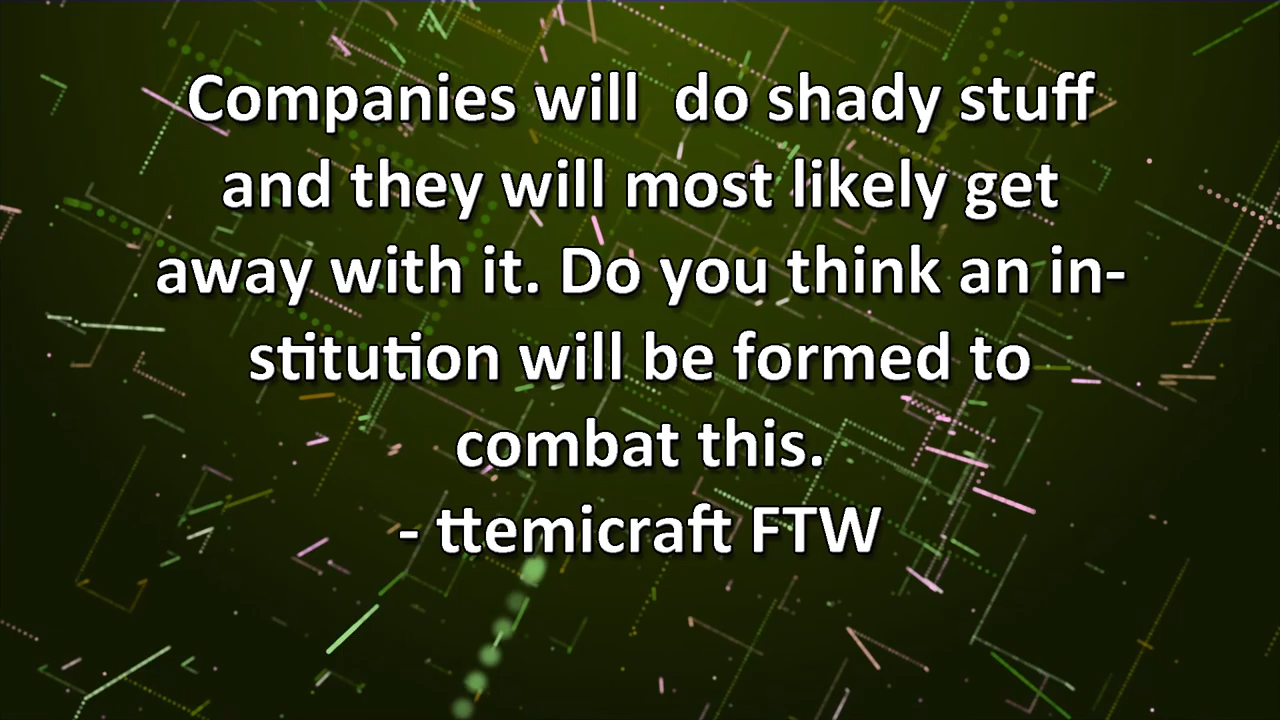 Companies will  do shady stuff
and they will most likely get
away with it. Do you think an in-
stitution will be formed to
combat this.
- ttemicraft FTW